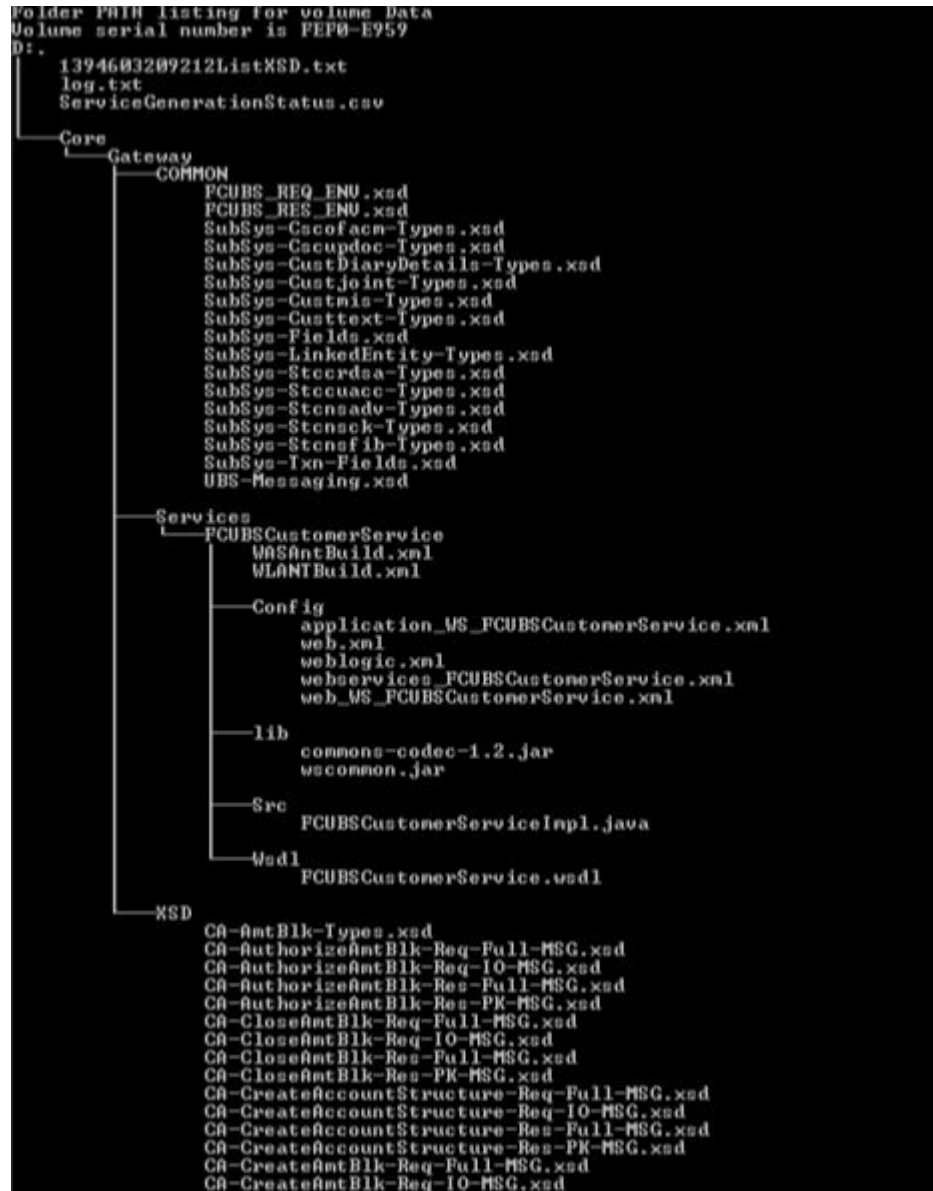 Folder PATH listing for volume Data
Volume serial number is FEF0-E959
D:.
1394603209212ListXSD.txt
log.txt
ServiceGenerationStatus.csv
Core
Gateway
COMMON
FCUBS_REQ_ENV.xsd
FCUBS_RES_ENV.xsd
SubSys-Cscofacm-Types.xsd
SubSys-Cscupdoc-Types.xsd
SubSys-CustDiaryDetails-Types.xsd
SubSys-Custjoint-Types.xsd
SubSys-Custmis-Types.xsd
SubSys-Custtext-Types.xsd
SubSys-Fields.xsd
SubSys-LinkedEntity-Types.xsd
SubSys-Stccrdsa-Types.xsd
SubSys-Stccuacc-Types.xsd
SubSys-Stcnsadv-Types.xsd
SubSys-Stcnsck-Types.xsd
SubSys-Stcnsfib-Types.xsd
SubSys-Txn-Fields.xsd
UBS-Messaging.xsd
Services
FCUBSCustomerService
WASAntBuild.xml
WLANTBuild.xml
Config
application_WS_FCUBSCustomerService.xml
web.xml
weblogic.xml
webservices_FCUBSCustomerService.xml
web_WS_FCUBSCustomerService.xml
lib
commons-codec-1.2.jar
wscommon.jar
Src
FCUBSCustomerServiceImpl.java
Wsdl
FCUBSCustomerService.wsdl
XSD
CA-AmtBlk-Types.xsd
CA-AuthorizeAmtBlk-Req-Full-MSG.xsd
CA-AuthorizeAmtBlk-Req-IO-MSG.xsd
CA-AuthorizeAmtBlk-Res-Full-MSG.xsd
CA-AuthorizeAmtBlk-Res-PK-MSG.xsd
CA-CloseAmtBlk-Req-Full-MSG.xsd
CA-CloseAmtBlk-Req-IO-MSG.xsd
CA-CloseAmtBlk-Res-Full-MSG.xsd
CA-CloseAmtBlk-Res-PK-MSG.xsd
CA-CreateAccountStructure-Req-Full-MSG.xsd
CA-CreateAccountStructure-Req-IO-MSG.xsd
CA-CreateAccountStructure-Res-Full-MSG.xsd
CA-CreateAccountStructure-Res-PK-MSG.xsd
CA-CreateAmtBlk-Req-Full-MSG.xsd
CA-CreateAmtBlk-Req-IO-MSG.xsd